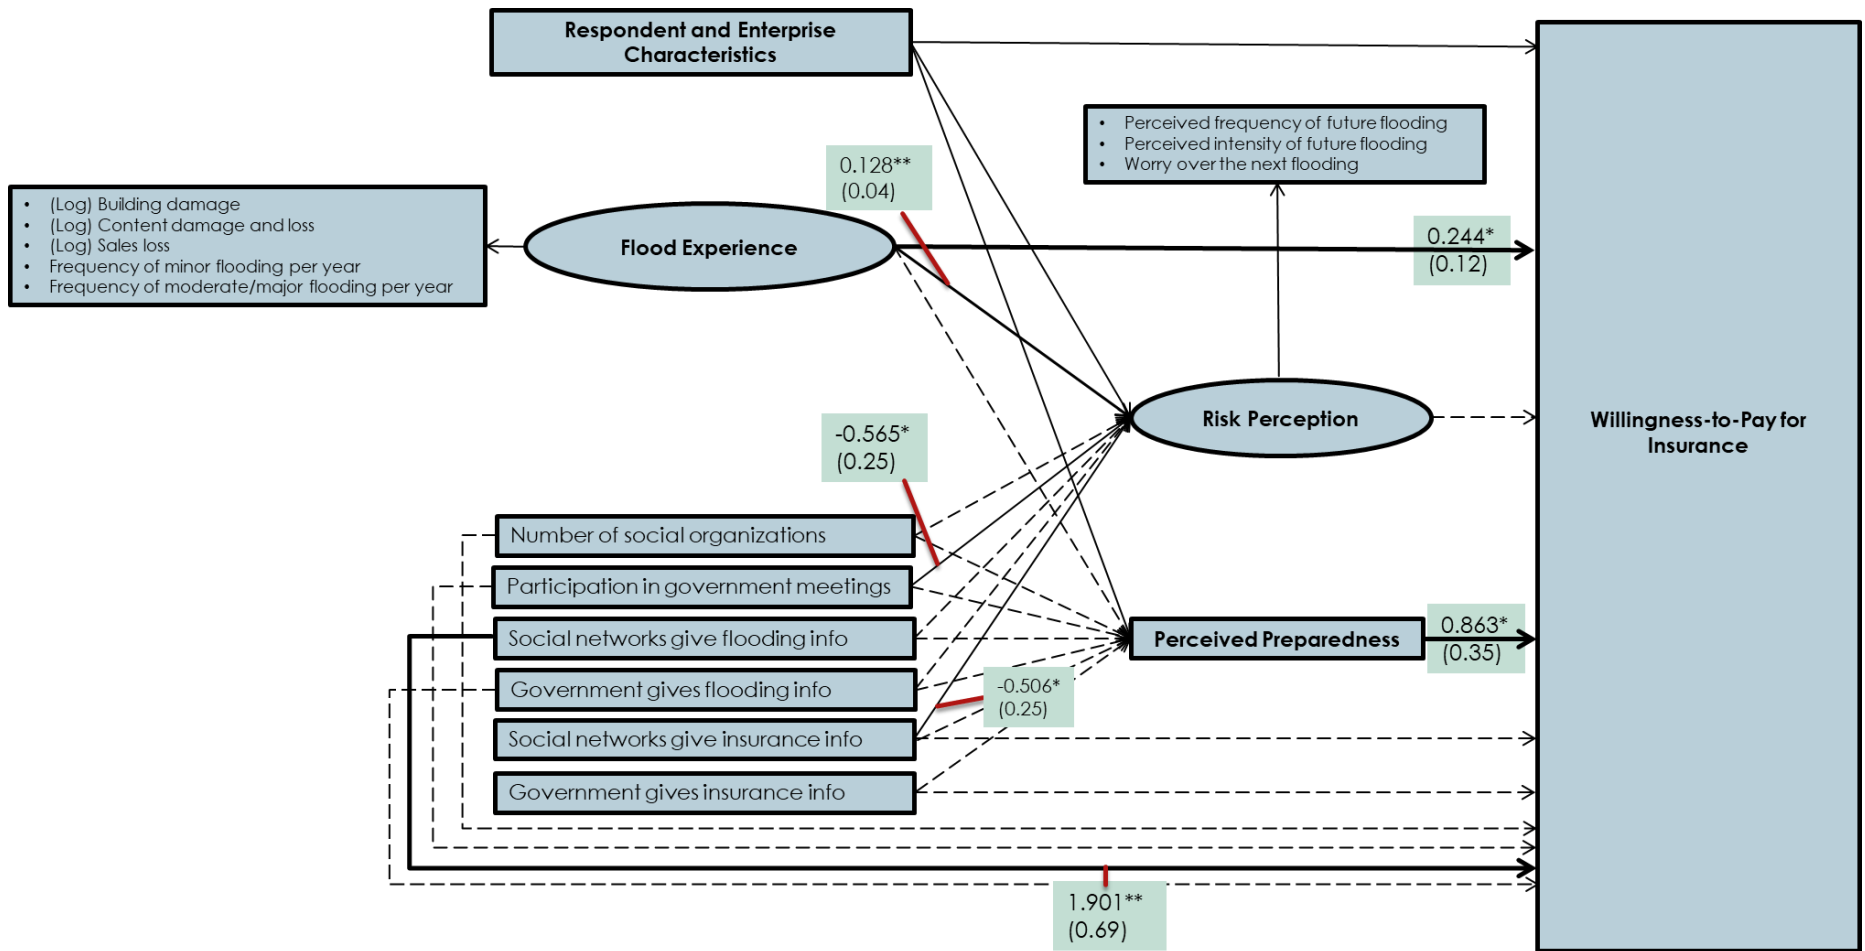 Respondent and Enterprise
Characteristics
• Perceived frequency of future flooding
• Perceived intensity of future flooding
• Worry over the next flooding
0.128**
(0.04)
• (Log) Building damage
• (Log) Content damage and loss
• (Log) Sales loss
• Frequency of minor flooding per year
• Frequency of moderate/major flooding per year
Flood Experience
0.244*
(0.12)
Risk Perception
Willingness-to-Pay for
Insurance
-0.565*
(0.25)
Number of social organizations
Participation in government meetings
Social networks give flooding info
Government gives flooding info
Social networks give insurance info
Government gives insurance info
Perceived Preparedness
0.863*
(0.35)
-0.506*
(0.25)
1.901**
(0.69)